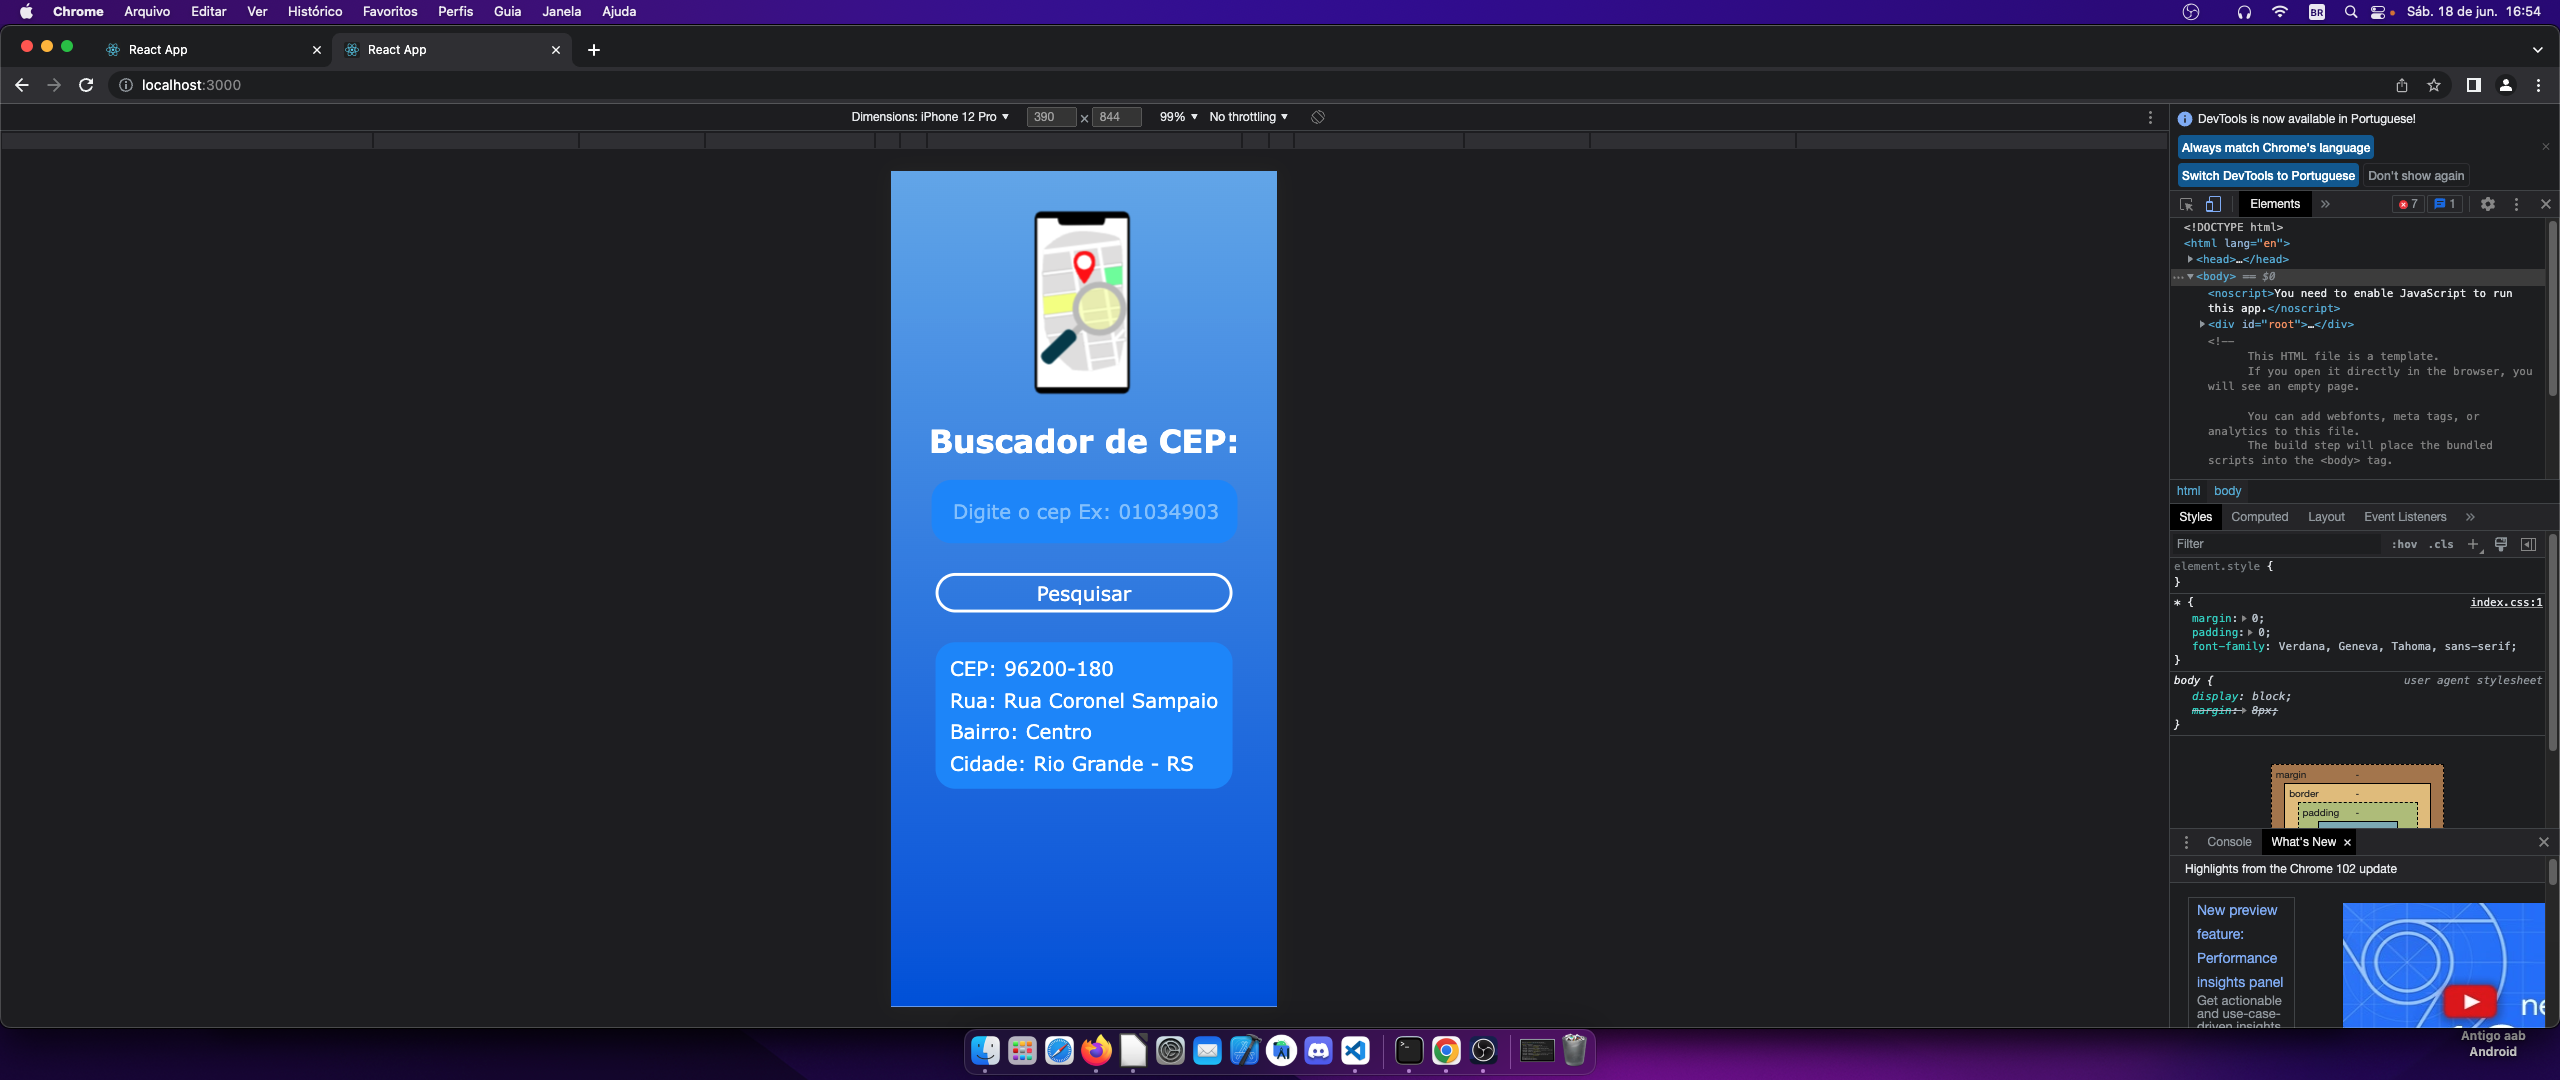 Chrome Arquivo Editar Ver Histórico Favoritos Perfis Guia Janela Ajuda
BR Sáb. 18 de jun. 16:54
React App
React App
localhost:3000
Dimensions: iPhone 12 Pro 390 × 844 99% No throttling
Buscador de CEP:
Digite o cep Ex: 01034903
Pesquisar
CEP: 96200-180
Rua: Rua Coronel Sampaio
Bairro: Centro
Cidade: Rio Grande - RS
DevTools is now available in Portuguese!
Always match Chrome's language
Switch DevTools to Portuguese Don't show again
Elements » 7 1
<!DOCTYPE html>
<html lang="en">
<head>…</head>
<body> == $0
<noscript>You need to enable JavaScript to run
this app.</noscript>
<div id="root">…</div>
<!--
This HTML file is a template.
If you open it directly in the browser, you
will see an empty page.
You can add webfonts, meta tags, or
analytics to this file.
The build step will place the bundled
scripts into the <body> tag.
html body
Styles Computed Layout Event Listeners »
Filter :hov .cls
element.style {
}
* { index.css:1
margin: 0;
padding: 0;
font-family: Verdana, Geneva, Tahoma, sans-serif;
}
body { user agent stylesheet
display: block;
margin: 8px;
}
margin -
border -
padding -
Console What's New
Highlights from the Chrome 102 update
New preview
feature:
Performance
insights panel
Get actionable
and use-case-
driven insights
ne
Antigo aab
Android